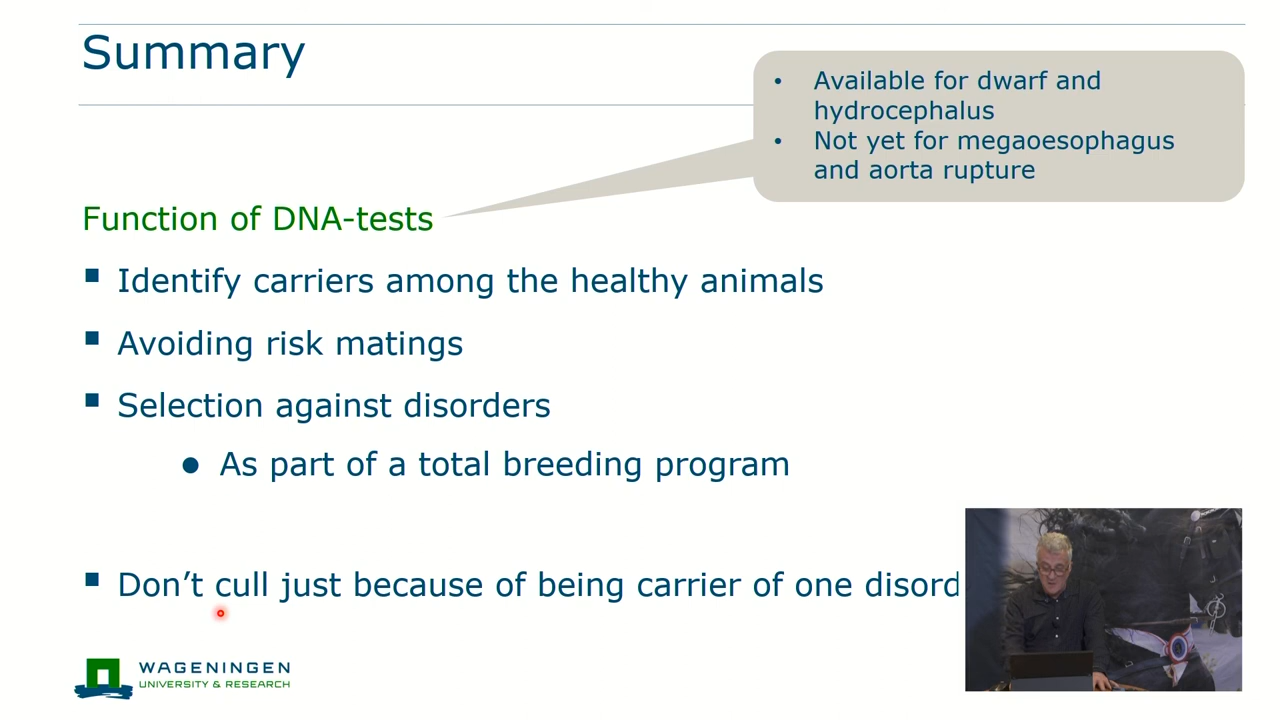 Summary
• Available for dwarf and
hydrocephalus
• Not yet for megaoesophagus
and aorta rupture
Function of DNA-tests
▪ Identify carriers among the healthy animals
▪ Avoiding risk matings
▪ Selection against disorders
● As part of a total breeding program
▪ Don’t cull just because of being carrier of one disord
WAGENINGEN
UNIVERSITY & RESEARCH